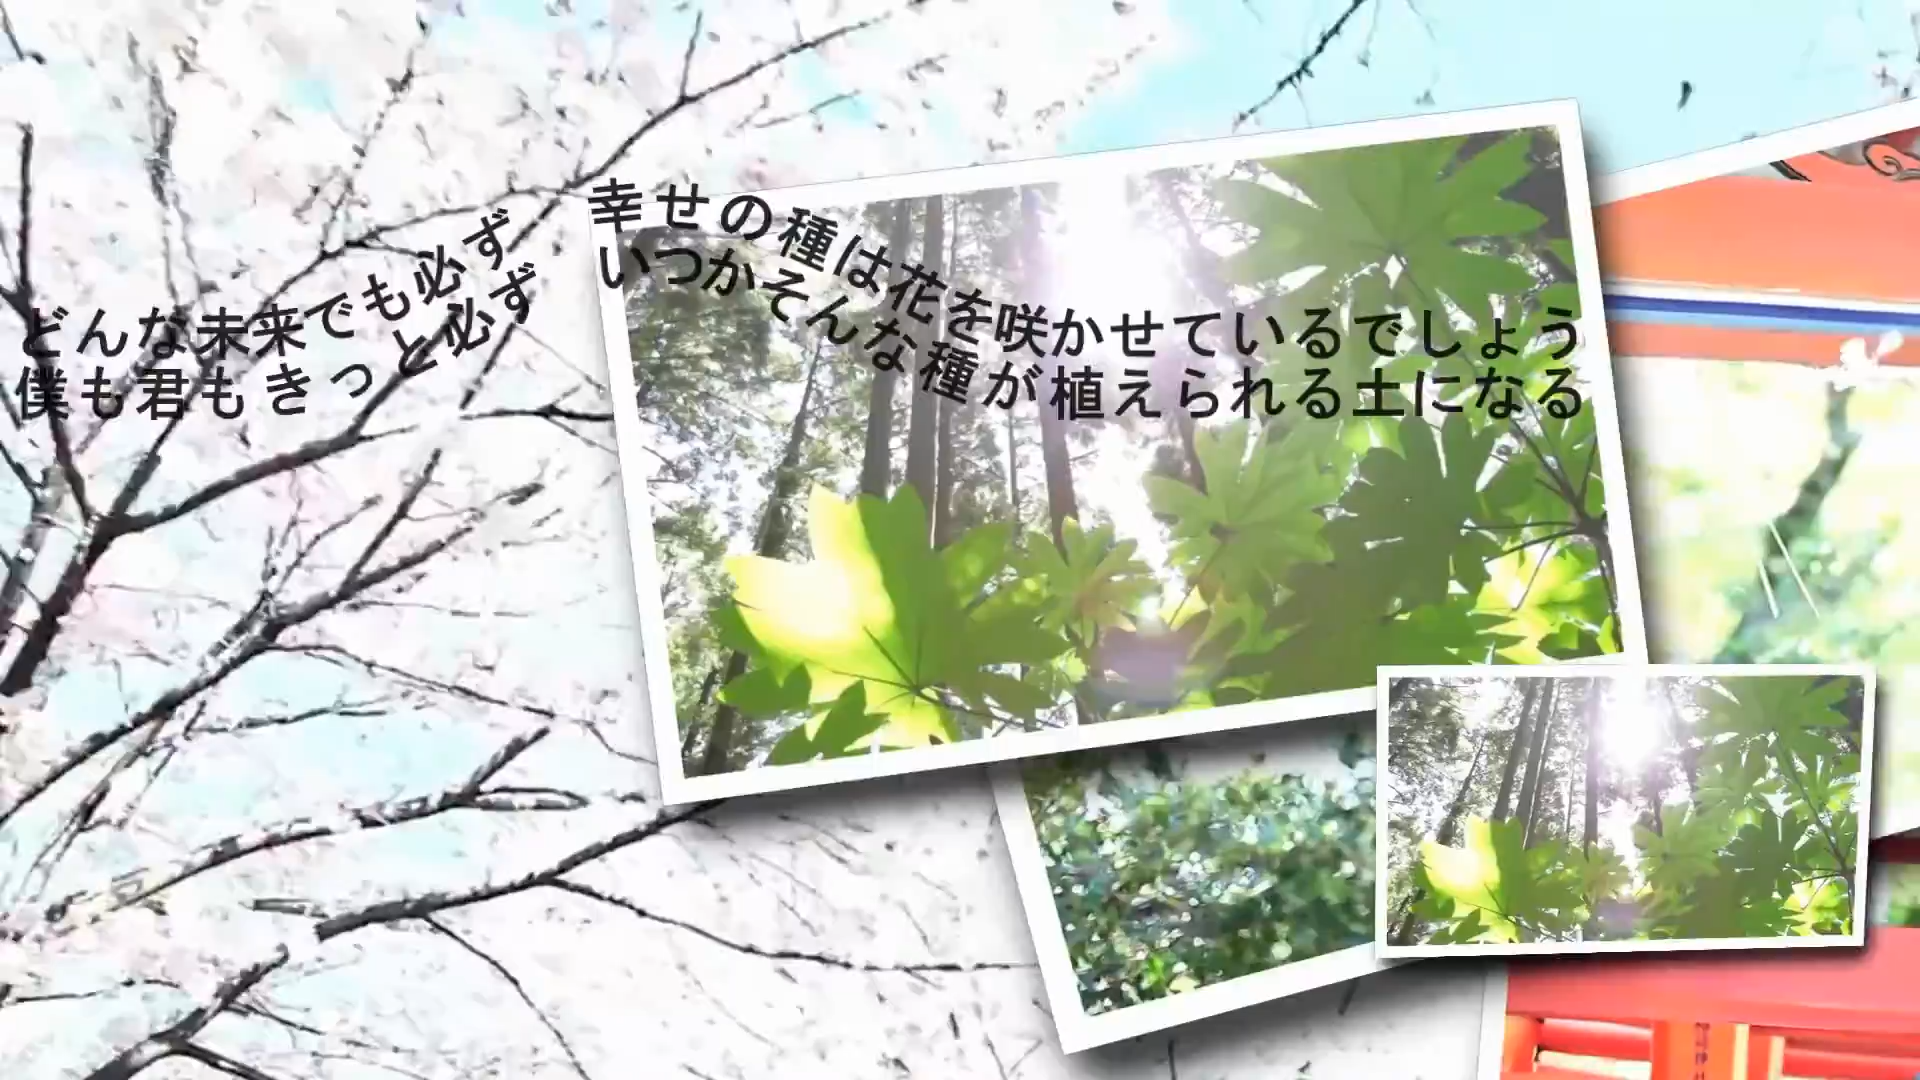 どんな未来でも必ず 幸せの種は花を咲かせているでしょう
僕も君もきっと必ず いつかそんな種が植えられる土になる